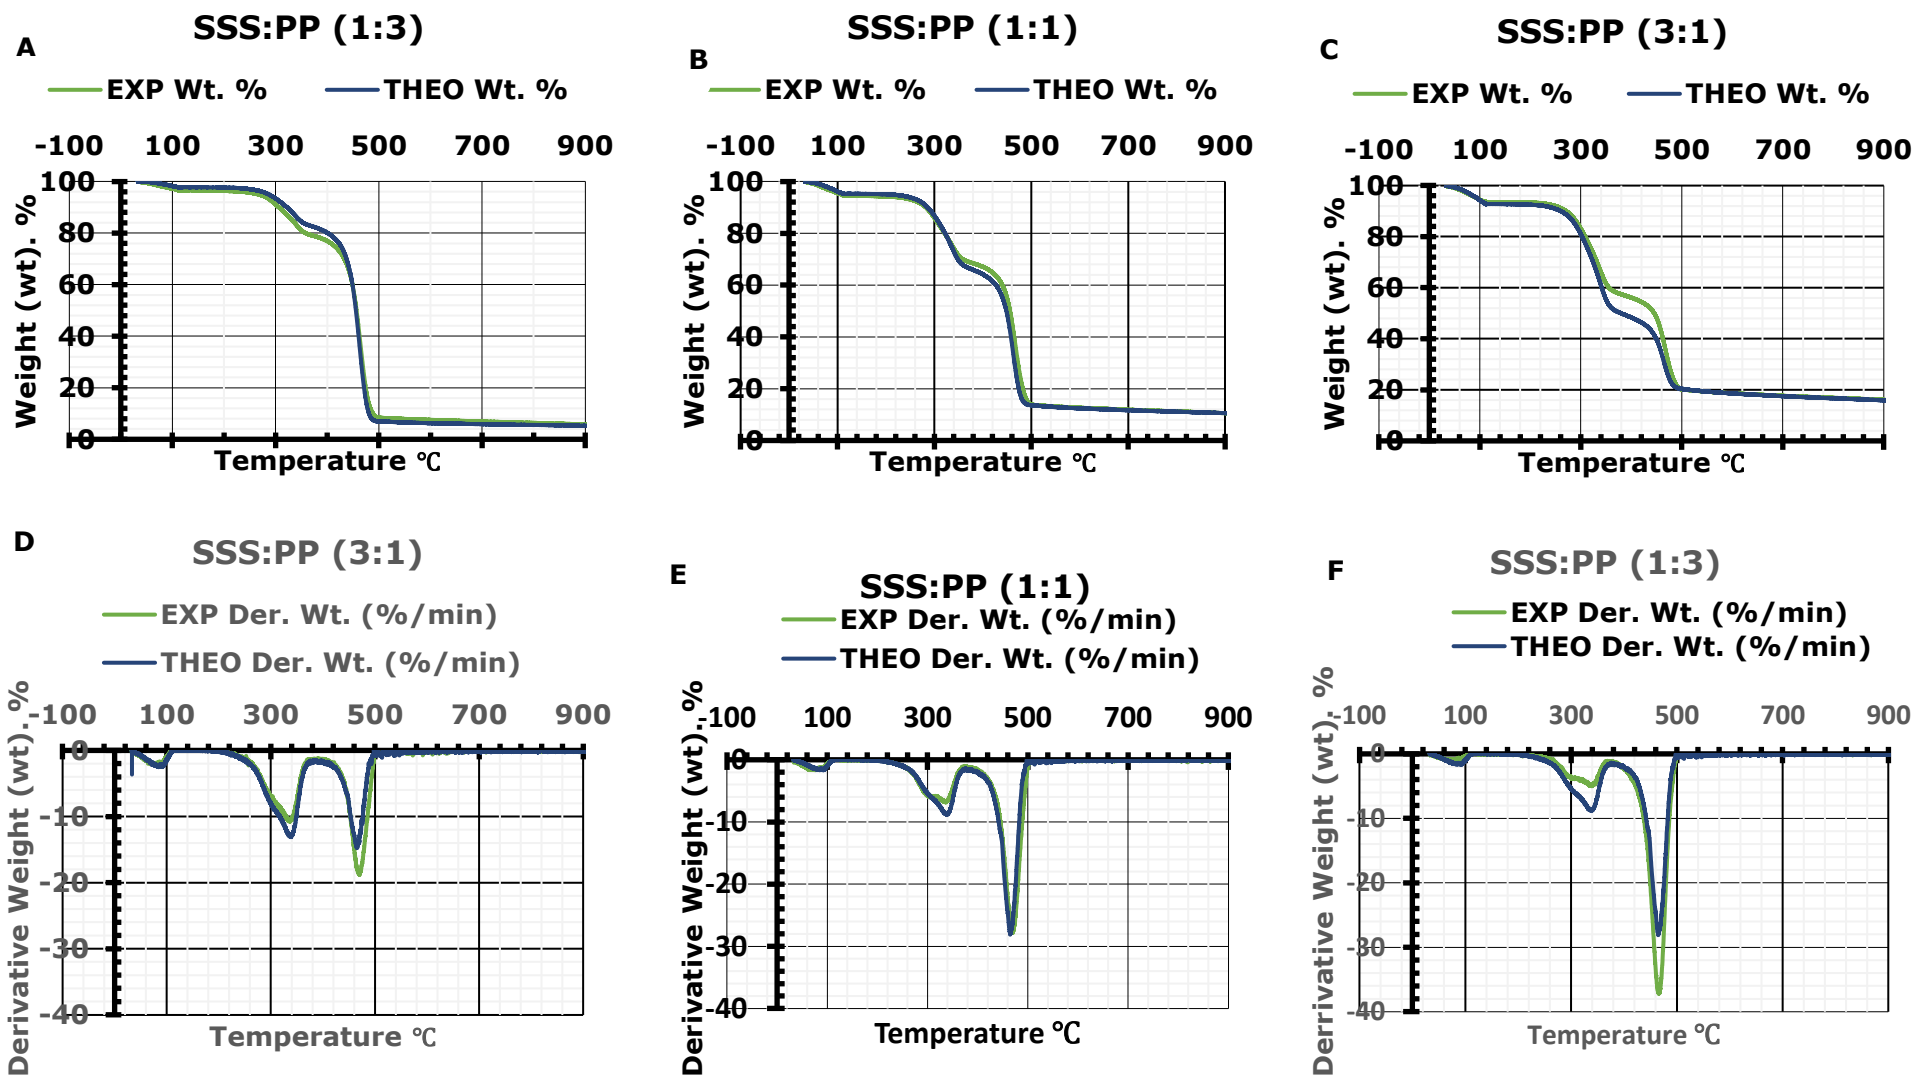 A
SSS:PP (1:3)
EXP Wt. % THEO Wt. %
-100 100 300 500 700 900
100
80
60
40
20
0
Weight (wt). %
Temperature ℃
B
SSS:PP (1:1)
EXP Wt. % THEO Wt. %
-100 100 300 500 700 900
100
80
60
40
20
0
Weight (wt). %
Temperature ℃
C
SSS:PP (3:1)
EXP Wt. % THEO Wt. %
-100 100 300 500 700 900
100
80
60
40
20
0
Weight (wt). %
Temperature ℃
D
SSS:PP (3:1)
EXP Der. Wt. (%/min)
THEO Der. Wt. (%/min)
-100 100 300 500 700 900
0
-10
-20
-30
-40
Derivative Weight (wt). %
Temperature ℃
E
SSS:PP (1:1)
EXP Der. Wt. (%/min)
THEO Der. Wt. (%/min)
-100 100 300 500 700 900
0
-10
-20
-30
-40
Derivative Weight (wt). %
Temperature ℃
F
SSS:PP (1:3)
EXP Der. Wt. (%/min)
THEO Der. Wt. (%/min)
-100 100 300 500 700 900
0
-10
-20
-30
-40
Derrivative Weight (wt). %
Temperature ℃